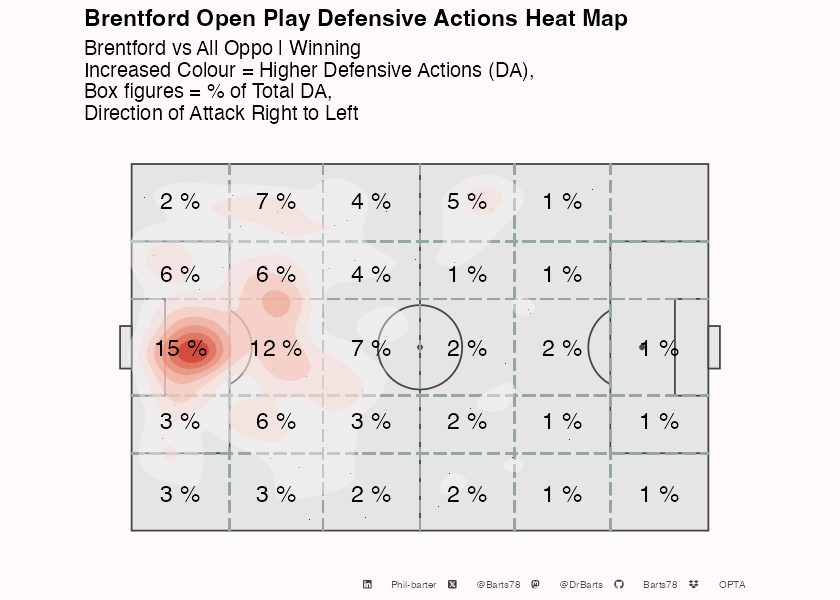 Brentford Open Play Defensive Actions Heat Map
Brentford vs All Oppo | Winning
Increased Colour = Higher Defensive Actions (DA),
Box figures = % of Total DA,
Direction of Attack Right to Left
2 % 7 % 4 % 5 % 1 %
6 % 6 % 4 % 1 % 1 %
15 % 12 % 7 % 2 % 2 % 1 %
3 % 6 % 3 % 2 % 1 % 1 %
3 % 3 % 2 % 2 % 1 % 1 %
Phil-barter @Barts78 @DrBarts Barts78 OPTA